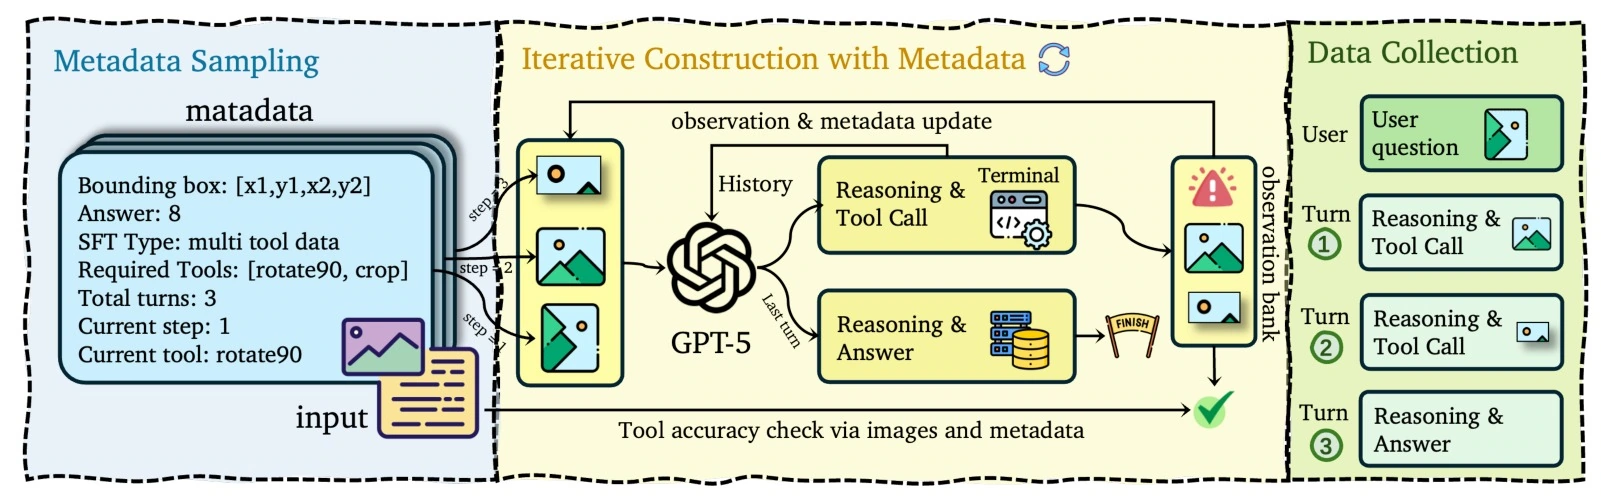 Metadata Sampling
matadata
Bounding box: [x1,y1,x2,y2]
Answer: 8
SFT Type: multi tool data
Required Tools: [rotate90, crop]
Total turns: 3
Current step: 1
Current tool: rotate90
input
Iterative Construction with Metadata
observation & metadata update
step = 3
step = 2
step = 1
History
GPT-5
Last turn
Reasoning &
Tool Call
Terminal
</>
Reasoning &
Answer
FINISH
observation bank
Tool accuracy check via images and metadata
Data Collection
User
User
question
Turn
1
Reasoning &
Tool Call
Turn
2
Reasoning &
Tool Call
Turn
3
Reasoning &
Answer